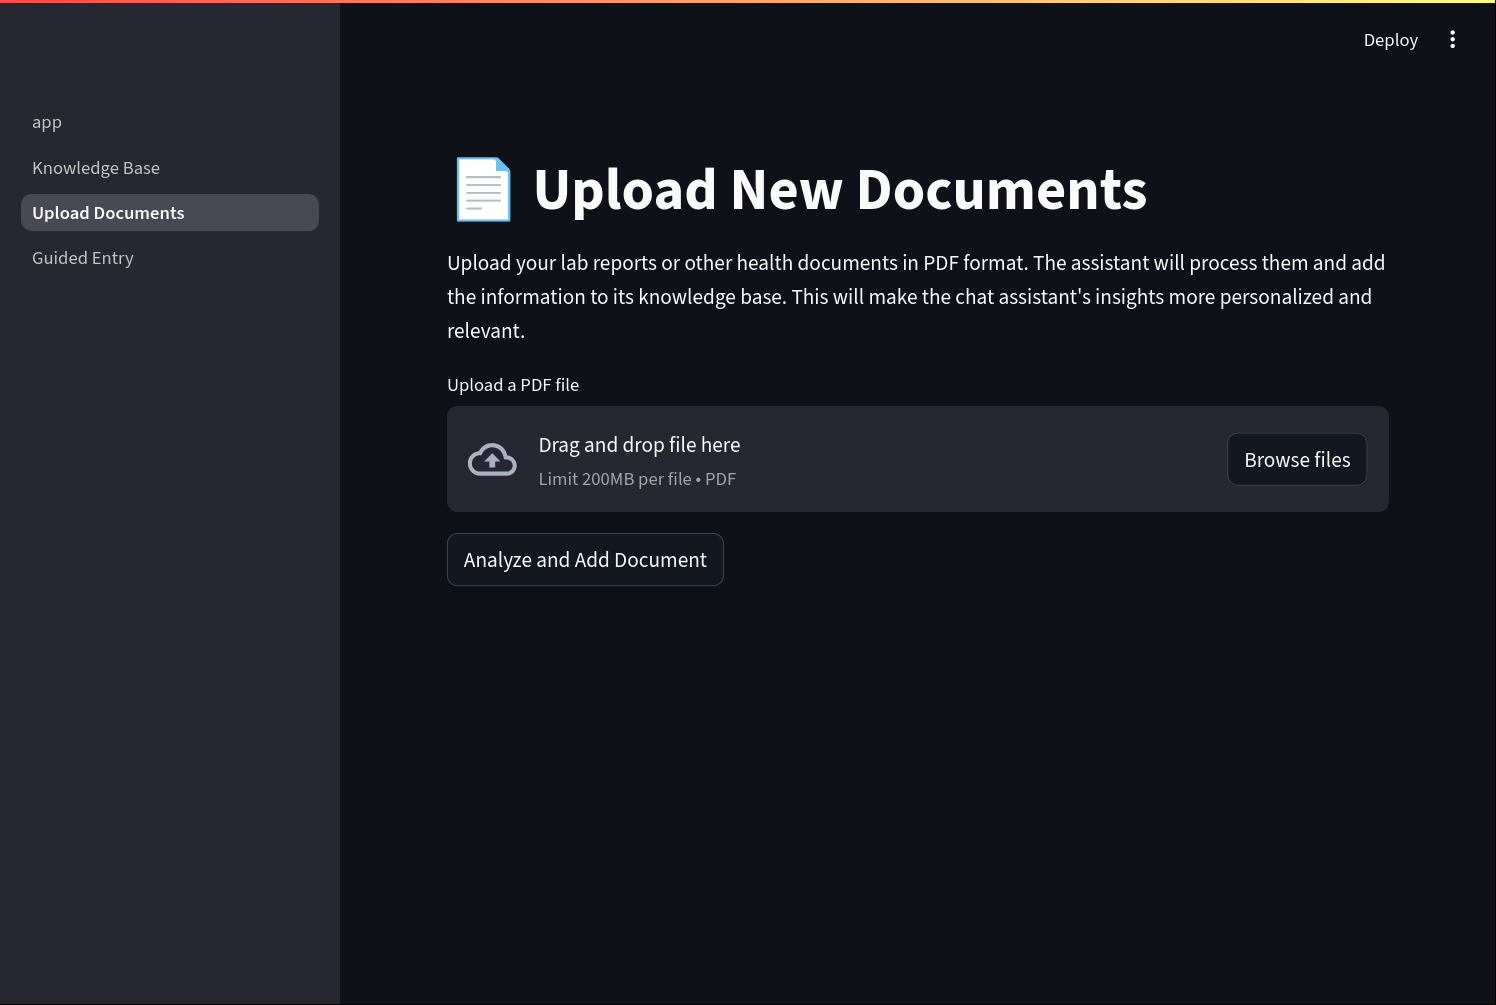 Deploy
app
Knowledge Base
Upload Documents
Guided Entry
Upload New Documents
Upload your lab reports or other health documents in PDF format. The assistant will process them and add
the information to its knowledge base. This will make the chat assistant's insights more personalized and
relevant.
Upload a PDF file
Drag and drop file here
Limit 200MB per file • PDF
Browse files
Analyze and Add Document